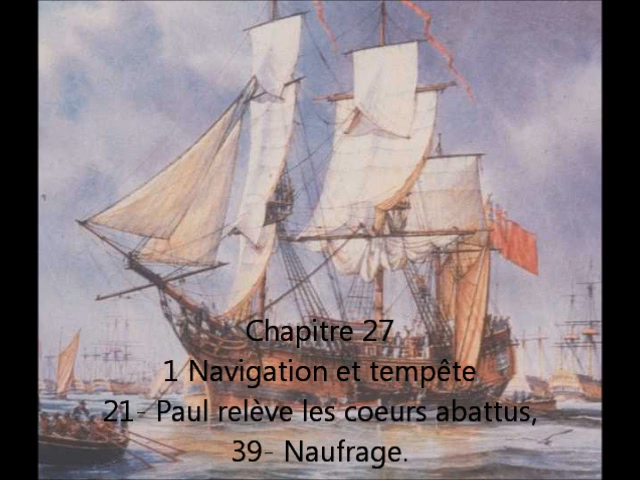 Chapitre 27
1 Navigation et tempête
21- Paul relève les coeurs abattus,
39- Naufrage.